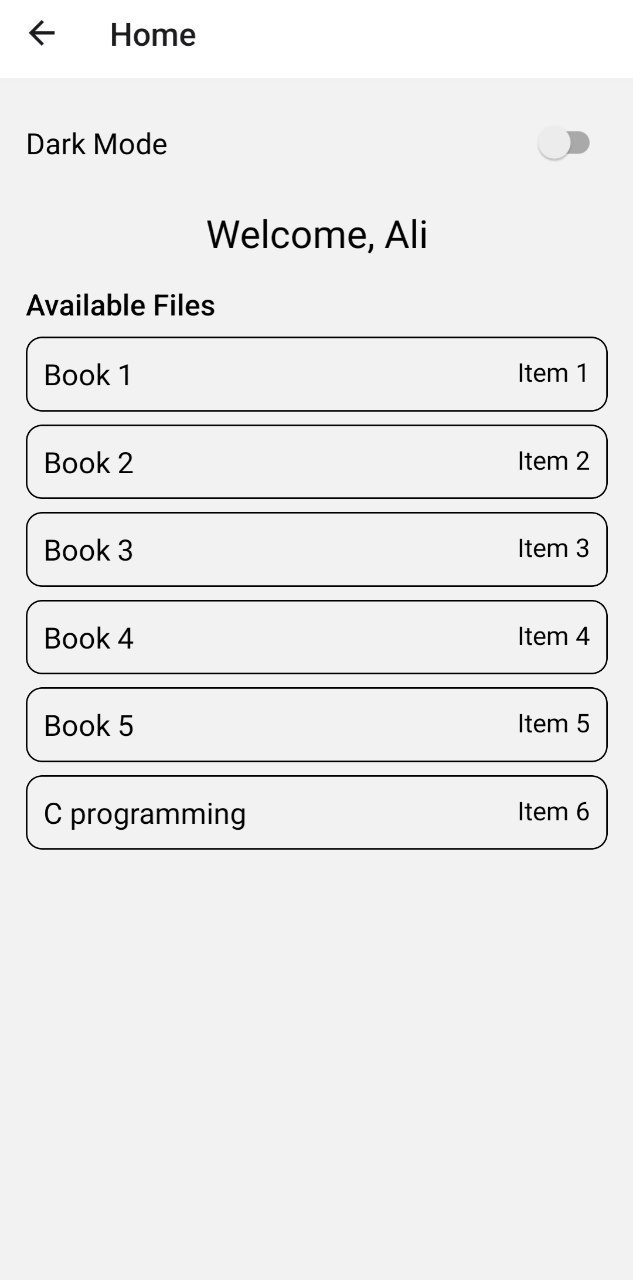 Home
Dark Mode
Welcome, Ali
Available Files
Book 1 Item 1
Book 2 Item 2
Book 3 Item 3
Book 4 Item 4
Book 5 Item 5
C programming Item 6